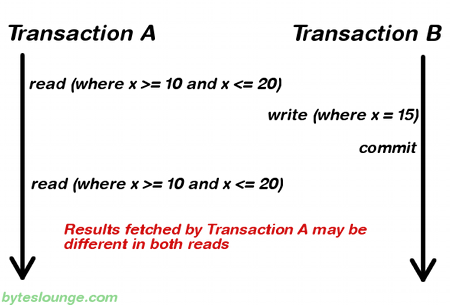 Transaction A
Transaction B
read (where x >= 10 and x <= 20)
write (where x = 15)
commit
read (where x >= 10 and x <= 20)
Results fetched by Transaction A may be
different in both reads
byteslounge.com